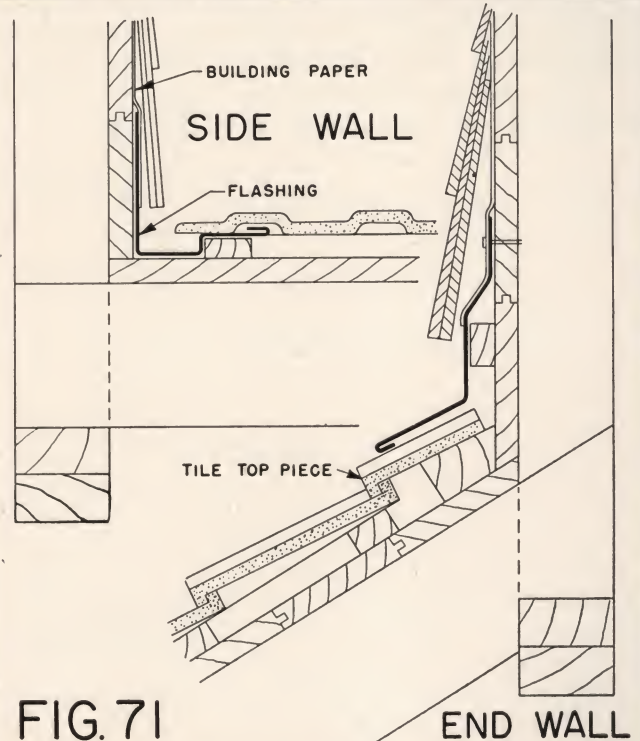 BUILDING PAPER
SIDE WALL
FLASHING
TILE TOP PIECE
FIG. 71
END WALL